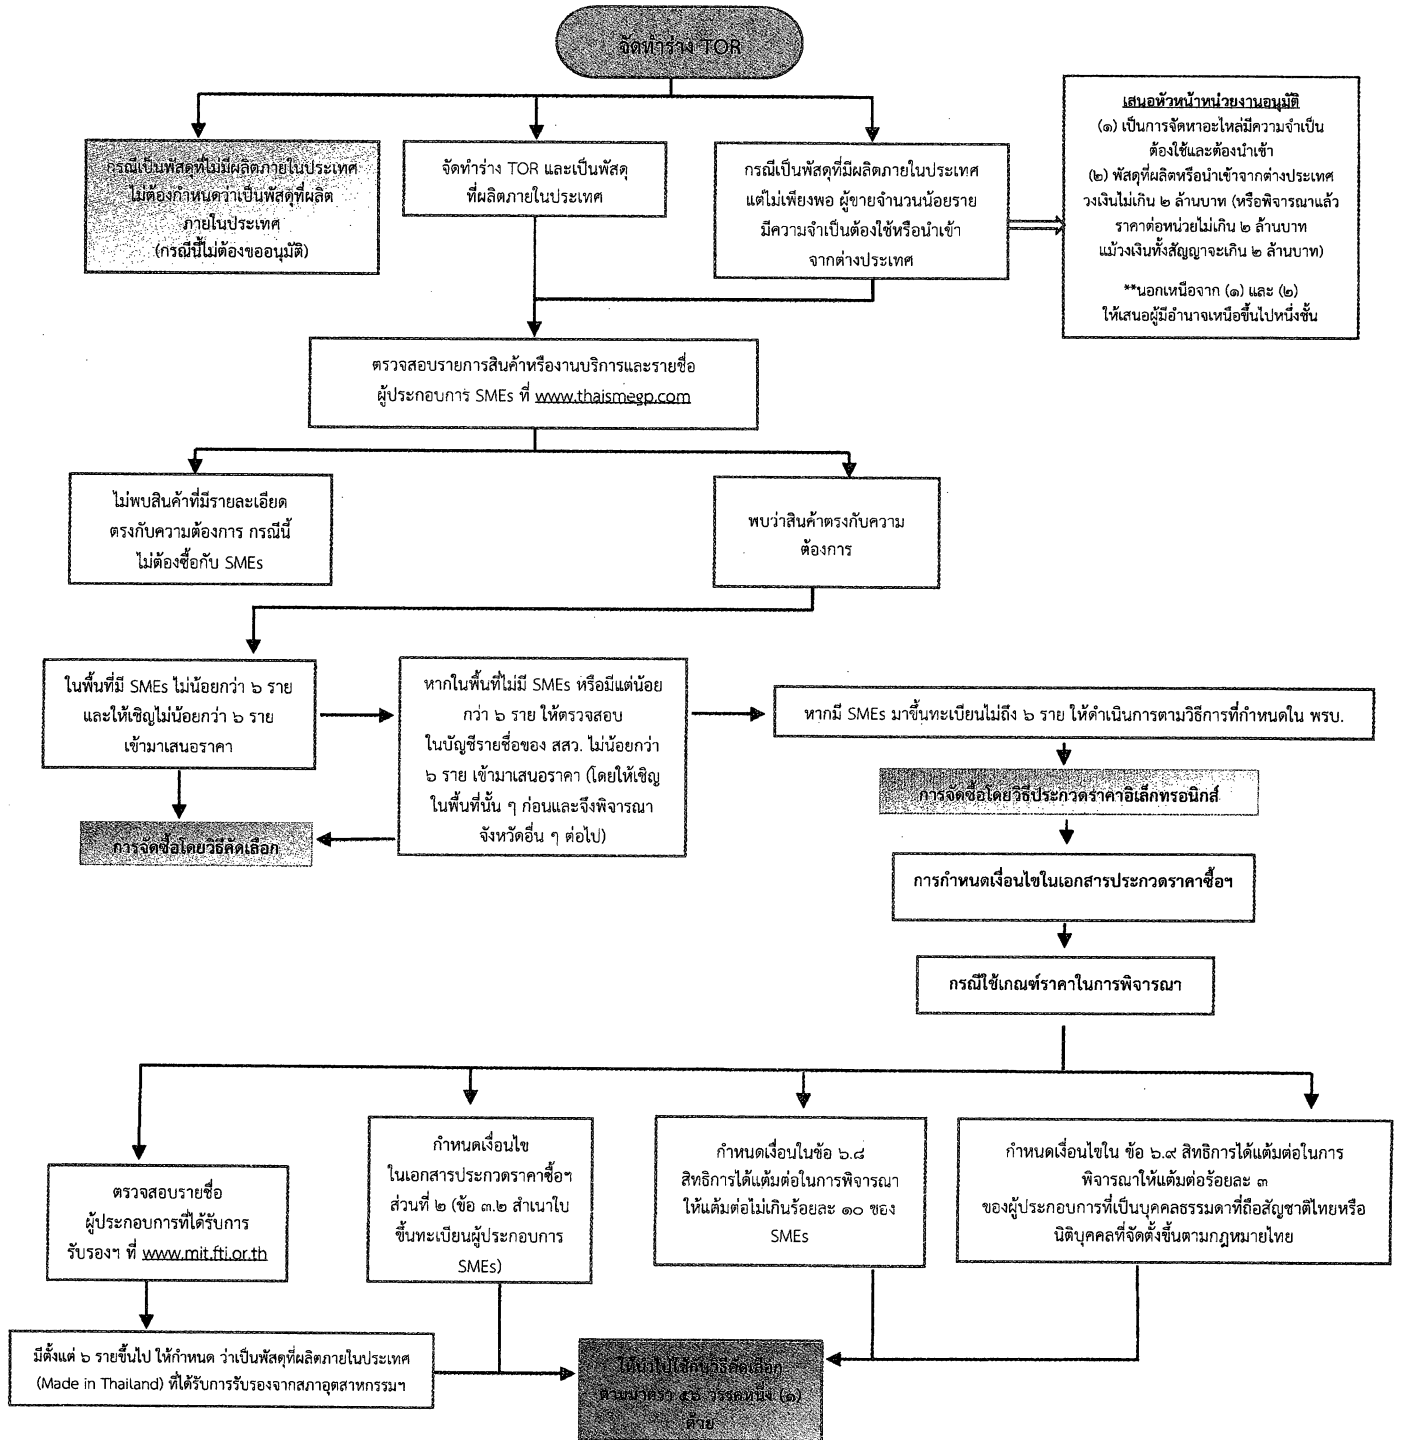 จัดทำร่าง TOR
กรณีเป็นพัสดุที่ไม่มีผลิตภายในประเทศ
ไม่ต้องกำหนดว่าเป็นพัสดุที่ผลิต
ภายในประเทศ
(กรณีนี้ไม่ต้องขออนุมัติ)
จัดทำร่าง TOR และเป็นพัสดุ
ที่ผลิตภายในประเทศ
กรณีเป็นพัสดุที่มีผลิตภายในประเทศ
แต่ไม่เพียงพอ ผู้ขายจำนวนน้อยราย
มีความจำเป็นต้องใช้หรือนำเข้า
จากต่างประเทศ
เสนอหัวหน้าหน่วยงานอนุมัติ
(๑) เป็นการจัดหาอะไหล่มีความจำเป็น
ต้องใช้และต้องนำเข้า
(๒) พัสดุที่ผลิตหรือนำเข้าจากต่างประเทศ
วงเงินไม่เกิน ๒ ล้านบาท (หรือพิจารณาแล้ว
ราคาต่อหน่วยไม่เกิน ๒ ล้านบาท
แม้วงเงินทั้งสัญญาจะเกิน ๒ ล้านบาท)
**นอกเหนือจาก (๑) และ (๒)
ให้เสนอผู้มีอำนาจเหนือขึ้นไปหนึ่งชั้น
ตรวจสอบรายการสินค้าหรืองานบริการและรายชื่อ
ผู้ประกอบการ SMEs ที่ www.thaismegp.com
ไม่พบสินค้าที่มีรายละเอียด
ตรงกับความต้องการ กรณีนี้
ไม่ต้องซื้อกับ SMEs
พบว่าสินค้าตรงกับความ
ต้องการ
ในพื้นที่มี SMEs ไม่น้อยกว่า ๖ ราย
และให้เชิญไม่น้อยกว่า ๖ ราย
เข้ามาเสนอราคา
หากในพื้นที่ไม่มี SMEs หรือมีแต่น้อย
กว่า ๖ ราย ให้ตรวจสอบ
ในบัญชีรายชื่อของ สสว. ไม่น้อยกว่า
๖ ราย เข้ามาเสนอราคา (โดยให้เชิญ
ในพื้นที่นั้น ๆ ก่อนและจึงพิจารณา
จังหวัดอื่น ๆ ต่อไป)
หากมี SMEs มาขึ้นทะเบียนไม่ถึง ๖ ราย ให้ดำเนินการตามวิธีการที่กำหนดใน พรบ.
การจัดซื้อโดยวิธีคัดเลือก
การจัดซื้อโดยวิธีประกวดราคาอิเล็กทรอนิกส์
การกำหนดเงื่อนไขในเอกสารประกวดราคาซื้อฯ
กรณีใช้เกณฑ์ราคาในการพิจารณา
ตรวจสอบรายชื่อ
ผู้ประกอบการที่ได้รับการ
รับรองฯ ที่ www.mit.fti.or.th
กำหนดเงื่อนไข
ในเอกสารประกวดราคาซื้อฯ
ส่วนที่ ๒ (ข้อ ๓.๒ สำเนาใบ
ขึ้นทะเบียนผู้ประกอบการ
SMEs)
กำหนดเงื่อนในข้อ ๖.๘
สิทธิการได้แต้มต่อในการพิจารณา
ให้แต้มต่อไม่เกินร้อยละ ๑๐ ของ
SMEs
กำหนดเงื่อนไขใน ข้อ ๖.๙ สิทธิการได้แต้มต่อในการ
พิจารณาให้แต้มต่อร้อยละ ๓
ของผู้ประกอบการที่เป็นบุคคลธรรมดาที่ถือสัญชาติไทยหรือ
นิติบุคคลที่จัดตั้งขึ้นตามกฎหมายไทย
มีตั้งแต่ ๖ รายขึ้นไป ให้กำหนด ว่าเป็นพัสดุที่ผลิตภายในประเทศ
(Made in Thailand) ที่ได้รับการรับรองจากสภาอุตสาหกรรมฯ
ให้นำไปใช้กับวิธีคัดเลือก
ตามมาตรา ๕๖ วรรคหนึ่ง (๑)
ด้วย